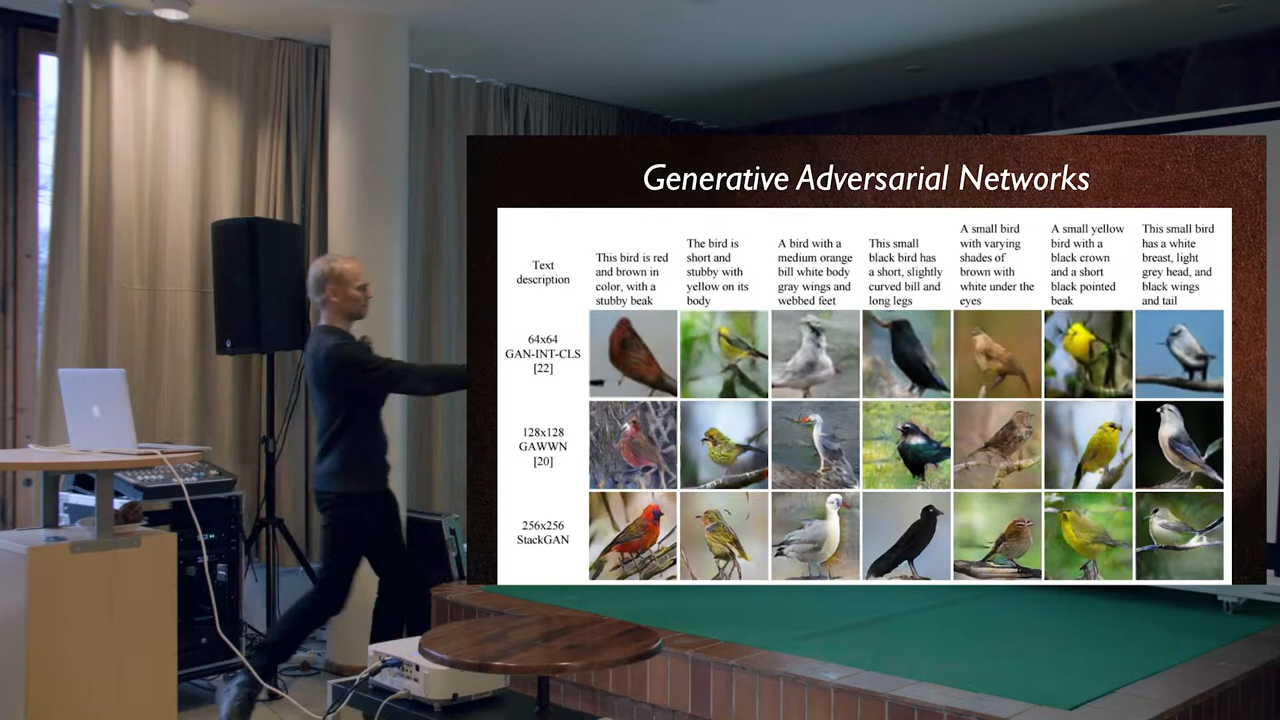 Generative Adversarial Networks
Text
description
This bird is red
and brown in
color, with a
stubby beak
The bird is
short and
stubby with
yellow on its
body
A bird with a
medium orange
bill white body
gray wings and
webbed feet
This small
black bird has
a short, slightly
curved bill and
long legs
A small bird
with varying
shades of
brown with
white under the
eyes
A small yellow
bird with a
black crown
and a short
black pointed
beak
This small bird
has a white
breast, light
grey head, and
black wings
and tail
64x64
GAN-INT-CLS
[22]
128x128
GAWWN
[20]
256x256
StackGAN